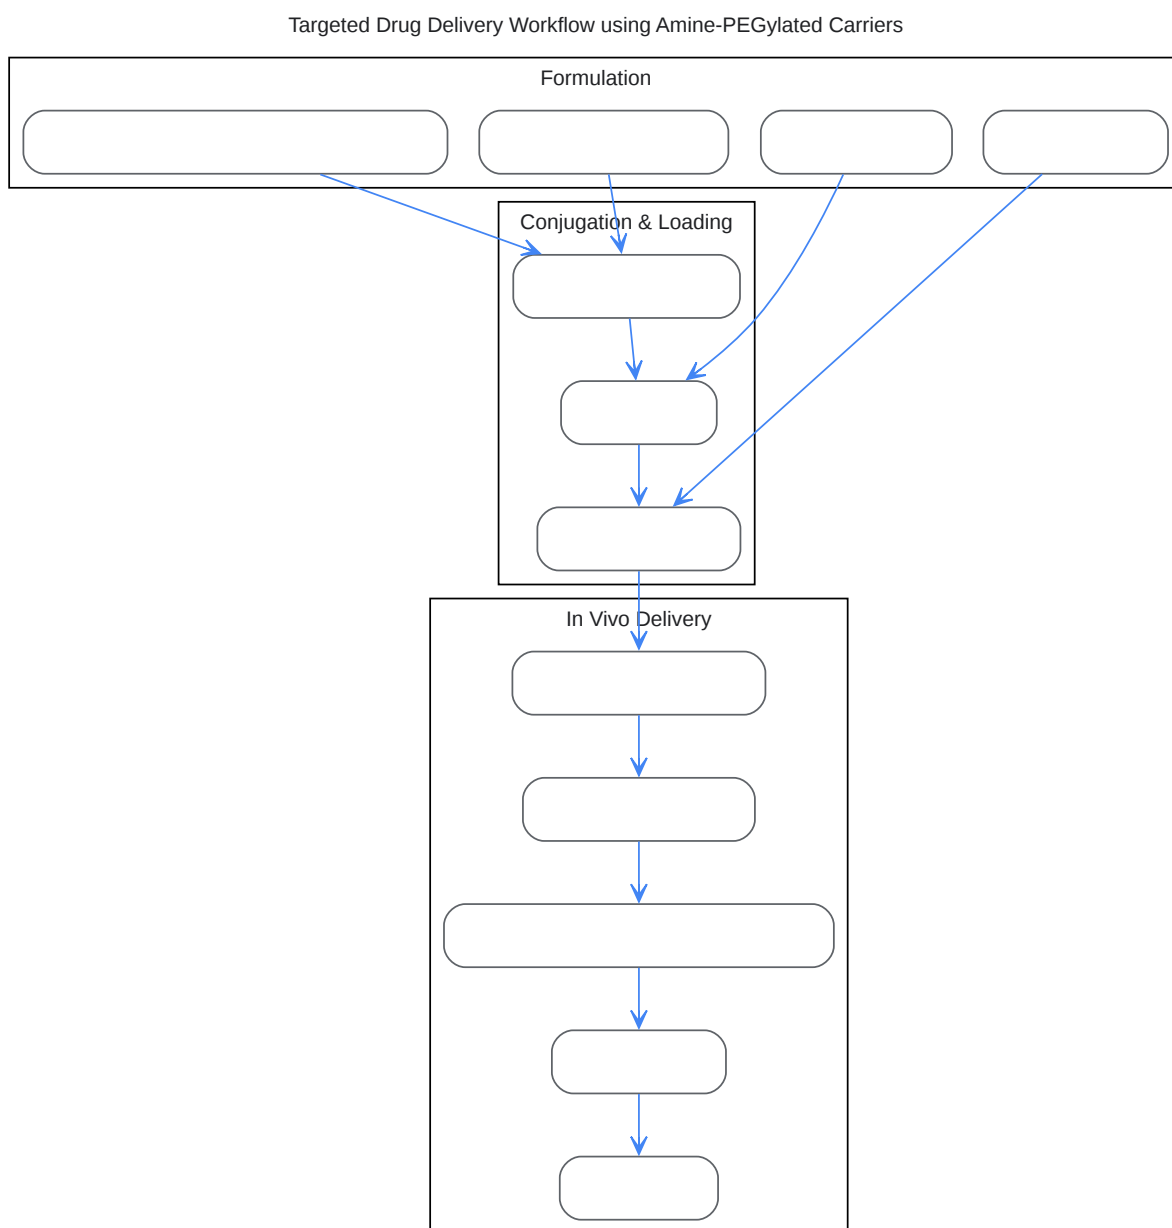 Targeted Drug Delivery Workflow using Amine-PEGylated Carriers
Formulation
Conjugation & Loading
In Vivo Delivery